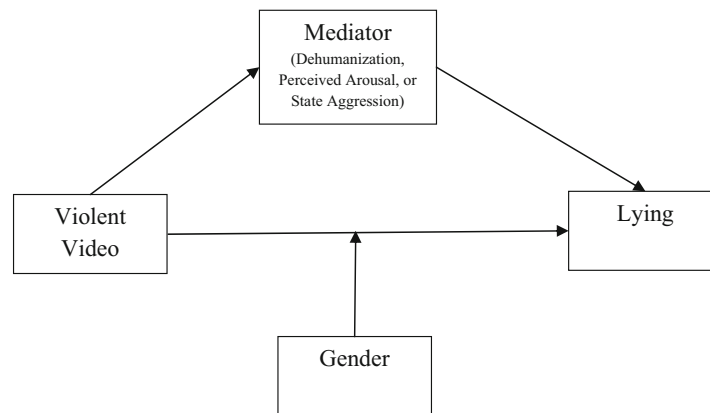 Mediator
(Dehumanization,
Perceived Arousal, or
State Aggression)
Violent
Video
Lying
Gender